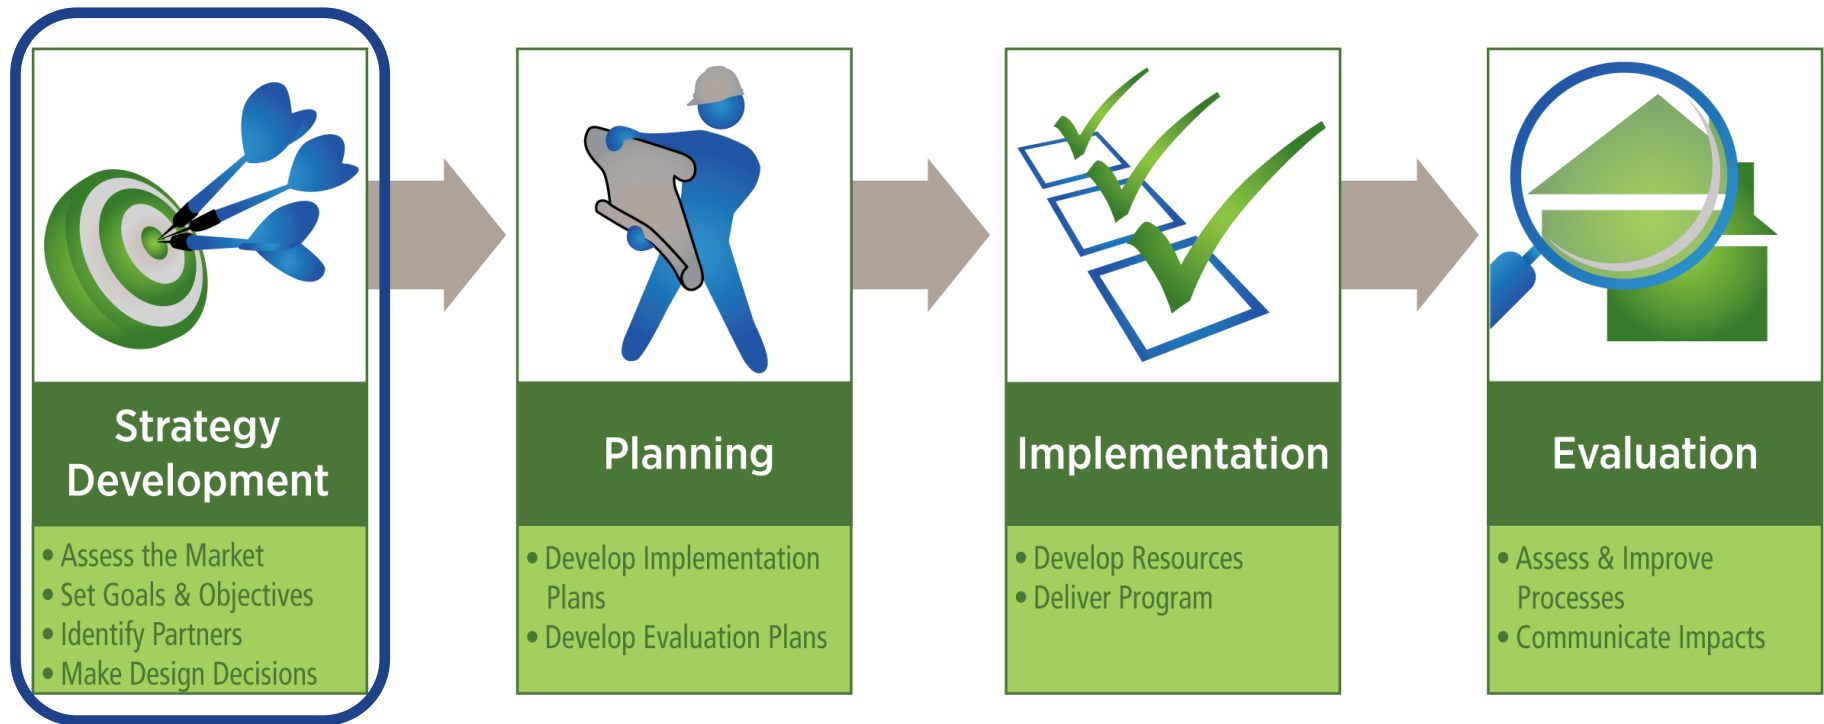 Strategy
Development
• Assess the Market
• Set Goals & Objectives
• Identify Partners
• Make Design Decisions
Planning
• Develop Implementation
Plans
• Develop Evaluation Plans
Implementation
• Develop Resources
• Deliver Program
Evaluation
• Assess & Improve
Processes
• Communicate Impacts